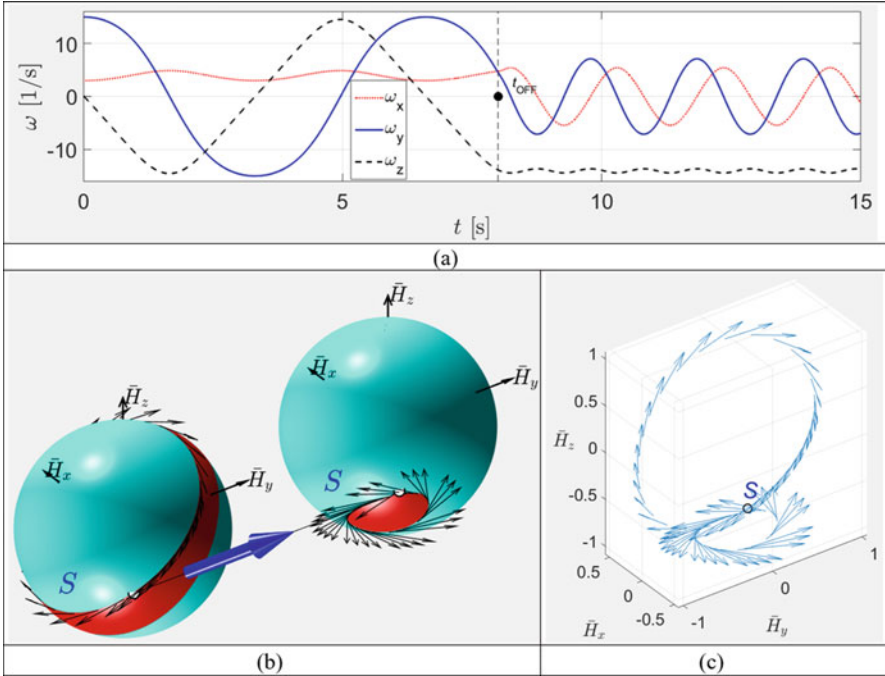 10
0
-10
ω [1/s]
ω_x
ω_y
ω_z
t_OFF
0
5
10
15
t [s]
(a)
H̄_z
H̄_x
H̄_y
S
H̄_z
H̄_x
H̄_y
S
1
0.5
0
-0.5
-1
H̄_z
S
0.5
0
-0.5
H̄_x
-1
0
1
H̄_y
(b)
(c)